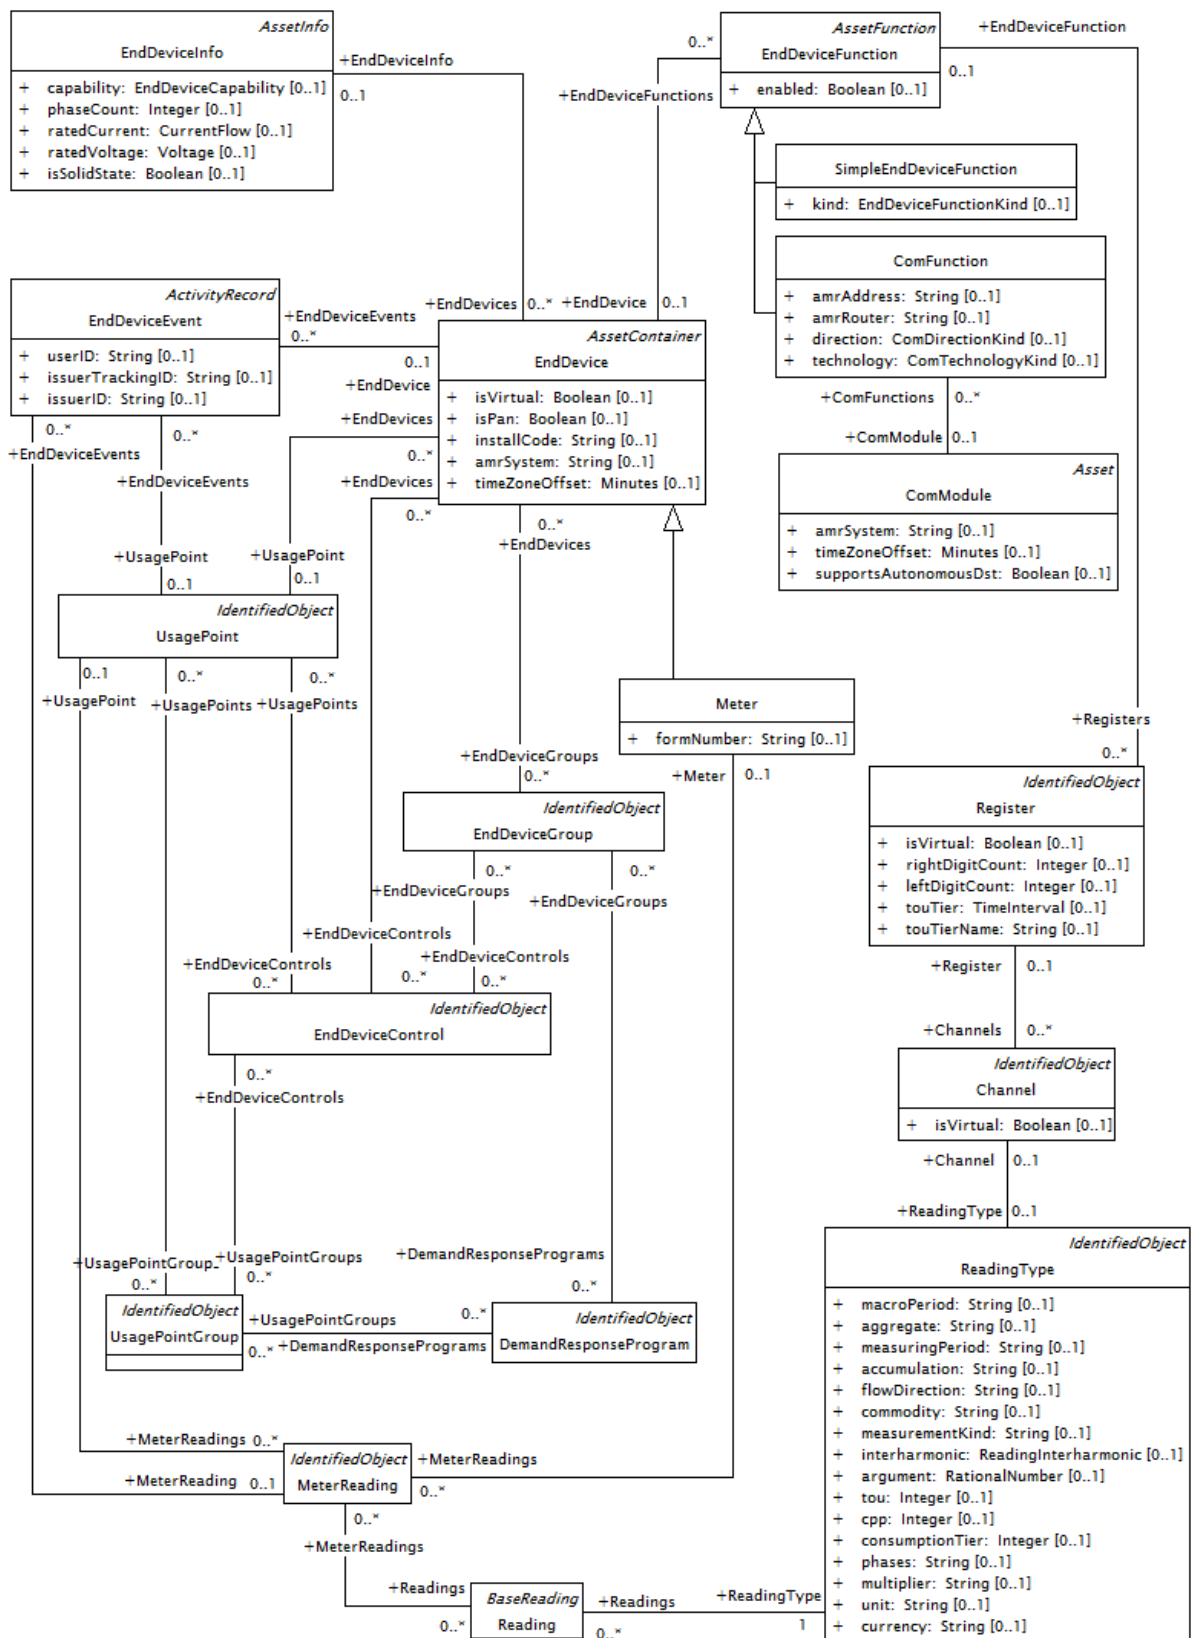 AssetInfo
EndDeviceInfo
+ capability: EndDeviceCapability [0..1]
+ phaseCount: Integer [0..1]
+ ratedCurrent: CurrentFlow [0..1]
+ ratedVoltage: Voltage [0..1]
+ isSolidState: Boolean [0..1]
+EndDeviceInfo
0..1
0..*
+EndDeviceFunctions
AssetFunction
EndDeviceFunction
+ enabled: Boolean [0..1]
+EndDeviceFunction
0..1
SimpleEndDeviceFunction
+ kind: EndDeviceFunctionKind [0..1]
ComFunction
+ amrAddress: String [0..1]
+ amrRouter: String [0..1]
+ direction: ComDirectionKind [0..1]
+ technology: ComTechnologyKind [0..1]
+ComFunctions 0..*
+ComModule 0..1
Asset
ComModule
+ amrSystem: String [0..1]
+ timeZoneOffset: Minutes [0..1]
+ supportsAutonomousDst: Boolean [0..1]
ActivityRecord
EndDeviceEvent
+ userID: String [0..1]
+ issuerTrackingID: String [0..1]
+ issuerID: String [0..1]
+EndDeviceEvents
0..*
+EndDevices 0..*
+EndDevice 0..1
0..1
+EndDevice
AssetContainer
EndDevice
+ isVirtual: Boolean [0..1]
+ isPan: Boolean [0..1]
+ installCode: String [0..1]
+ amrSystem: String [0..1]
+ timeZoneOffset: Minutes [0..1]
+EndDevices
0..*
+EndDevices
0..*
0..*
+EndDevices
0..*
+EndDeviceEvents
0..*
+EndDeviceEvents
+UsagePoint
0..1
+UsagePoint
0..1
IdentifiedObject
UsagePoint
0..1
+UsagePoint
0..*
+UsagePoints
0..*
+UsagePoints
Meter
+ formNumber: String [0..1]
+Meter 0..1
+EndDeviceGroups
0..*
IdentifiedObject
EndDeviceGroup
0..*
+EndDeviceGroups
0..*
+EndDeviceGroups
+Registers
0..*
IdentifiedObject
Register
+ isVirtual: Boolean [0..1]
+ rightDigitCount: Integer [0..1]
+ leftDigitCount: Integer [0..1]
+ touTier: TimeInterval [0..1]
+ touTierName: String [0..1]
+Register 0..1
+Channels 0..*
+EndDeviceControls
0..*
+EndDeviceControls
0..*
+EndDeviceControls
0..*
IdentifiedObject
EndDeviceControl
0..*
+EndDeviceControls
IdentifiedObject
Channel
+ isVirtual: Boolean [0..1]
+Channel 0..1
+ReadingType 0..1
+UsagePointGroup
0..*
+UsagePointGroups
0..*
+DemandResponsePrograms
0..*
IdentifiedObject
UsagePointGroup
+UsagePointGroups 0..*
0..* +DemandResponsePrograms
IdentifiedObject
DemandResponseProgram
IdentifiedObject
ReadingType
+ macroPeriod: String [0..1]
+ aggregate: String [0..1]
+ measuringPeriod: String [0..1]
+ accumulation: String [0..1]
+ flowDirection: String [0..1]
+ commodity: String [0..1]
+ measurementKind: String [0..1]
+ interharmonic: ReadingInterharmonic [0..1]
+ argument: RationalNumber [0..1]
+ tou: Integer [0..1]
+ cpp: Integer [0..1]
+ consumptionTier: Integer [0..1]
+ phases: String [0..1]
+ multiplier: String [0..1]
+ unit: String [0..1]
+ currency: String [0..1]
+MeterReadings 0..*
+MeterReading 0..1
IdentifiedObject
MeterReading
+MeterReadings
0..*
0..*
+MeterReadings
+Readings
0..*
BaseReading
Reading
+Readings
0..*
+ReadingType
1